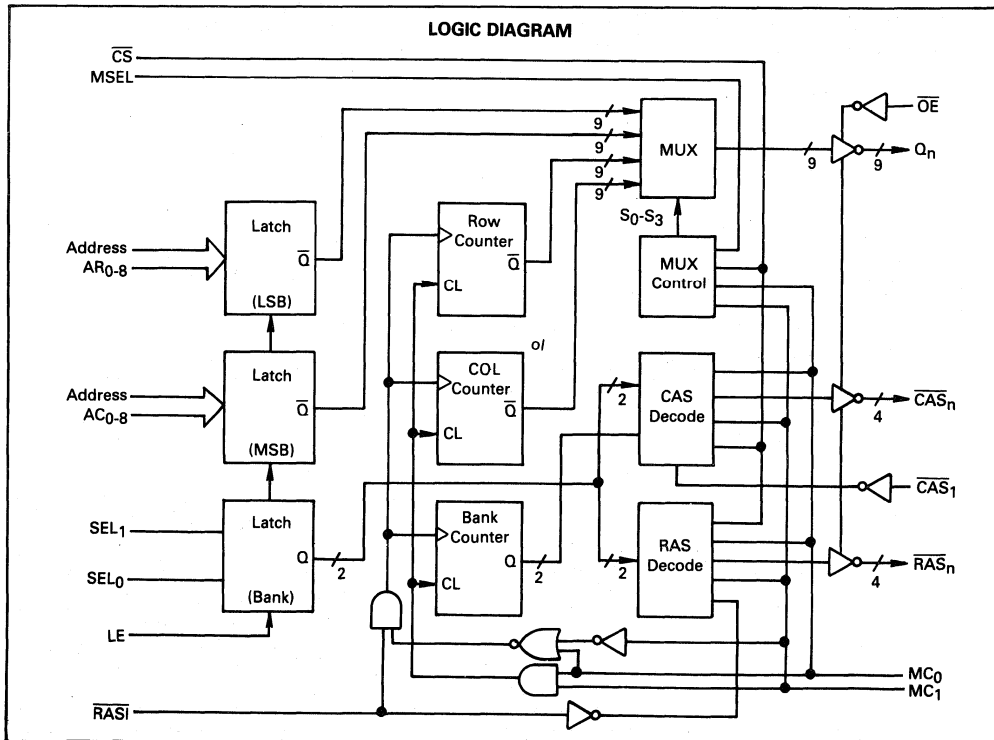 LOGIC DIAGRAM
CS
MSEL
OE
9
9
9
9
MUX
9
9
Qn
S0-S3
Latch
Q
(LSB)
Address
AR0-8
Row
Counter
Q
CL
MUX
Control
ol
Latch
Q
(MSB)
Address
AC0-8
COL
Counter
Q
CL
2
CAS
Decode
4
CASn
CAS1
SEL1
SEL0
Latch
Q
2
(Bank)
LE
Bank
Counter
Q
2
CL
2
RAS
Decode
4
RASn
MC0
MC1
RASI